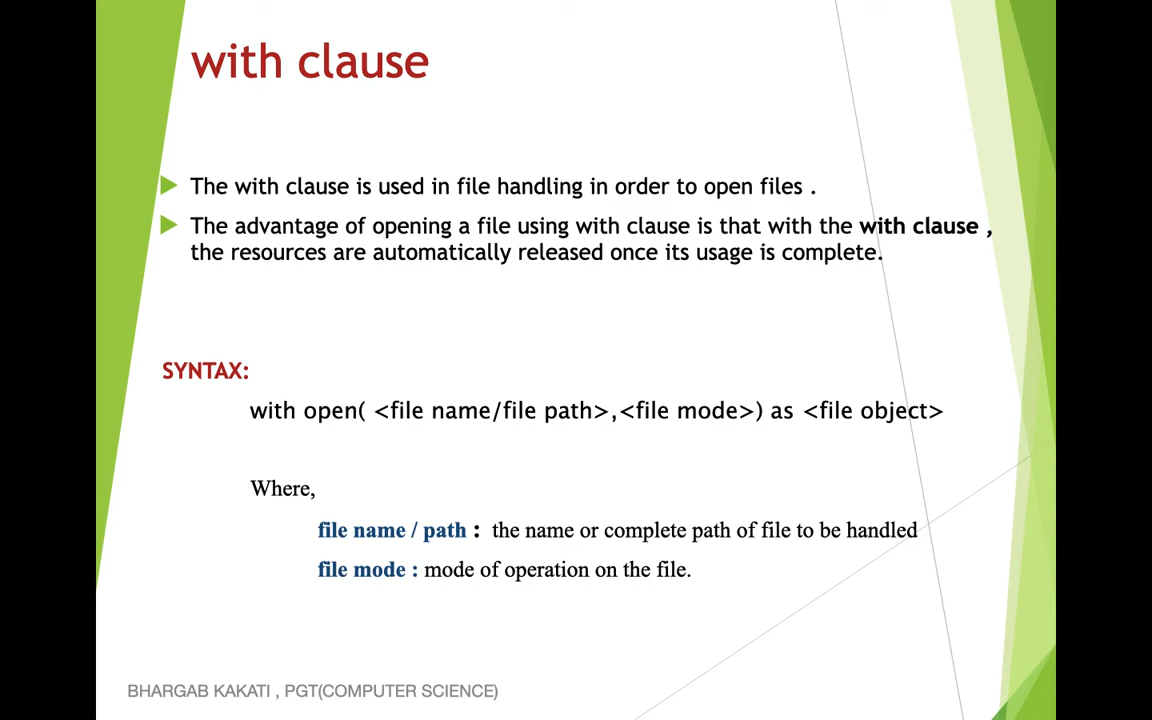 with clause
The with clause is used in file handling in order to open files .
The advantage of opening a file using with clause is that with the with clause ,
the resources are automatically released once its usage is complete.
SYNTAX:
with open( <file name/file path>,<file mode>) as <file object>
Where,
file name / path : the name or complete path of file to be handled
file mode : mode of operation on the file.
BHARGAB KAKATI , PGT(COMPUTER SCIENCE)